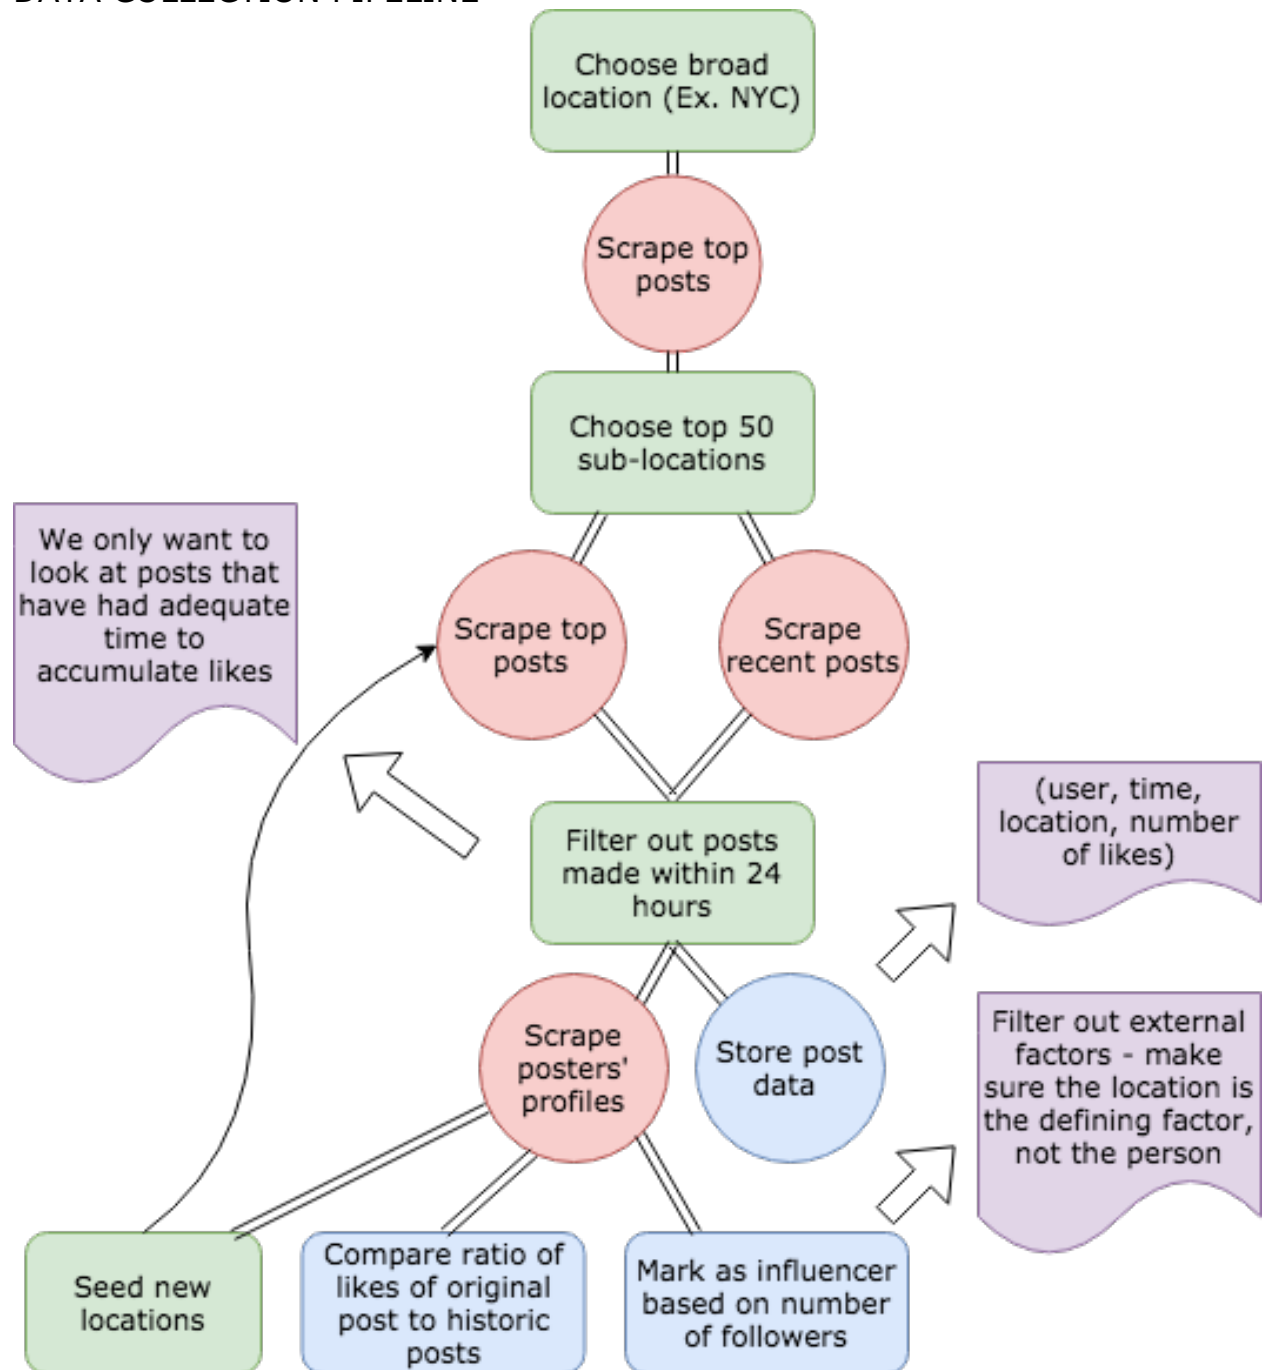 DATA COLLECTION PIPELINE
Choose broad
location (Ex. NYC)
Scrape top
posts
Choose top 50
sub-locations
We only want to
look at posts that
have had adequate
time to
accumulate likes
Scrape top
posts
Scrape
recent posts
(user, time,
location, number
of likes)
Filter out posts
made within 24
hours
Scrape
posters'
profiles
Store post
data
Filter out external
factors - make
sure the location is
the defining factor,
not the person
Seed new
locations
Compare ratio of
likes of original
post to historic
posts
Mark as influencer
based on number
of followers